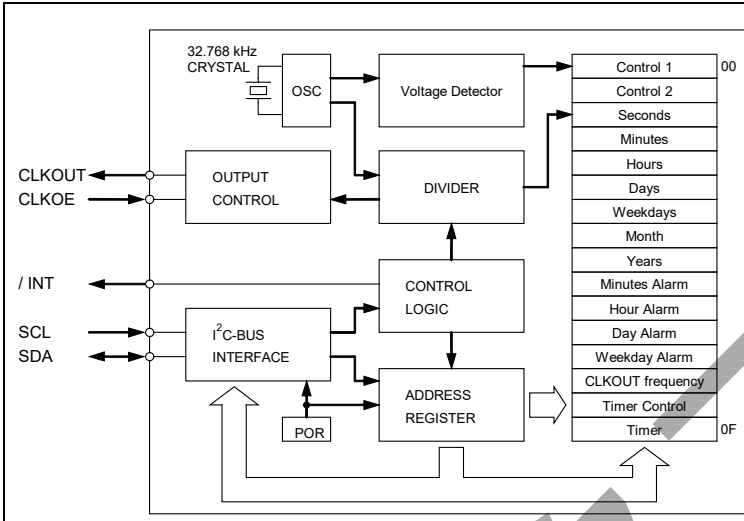 32.768 kHz
CRYSTAL
OSC
Voltage Detector
CLKOUT
CLKOE
OUTPUT
CONTROL
DIVIDER
/ INT
CONTROL
LOGIC
SCL
SDA
I²C-BUS
INTERFACE
ADDRESS
REGISTER
POR
Control 1 00
Control 2
Seconds
Minutes
Hours
Days
Weekdays
Month
Years
Minutes Alarm
Hour Alarm
Day Alarm
Weekday Alarm
CLKOUT frequency
Timer Control
Timer 0F